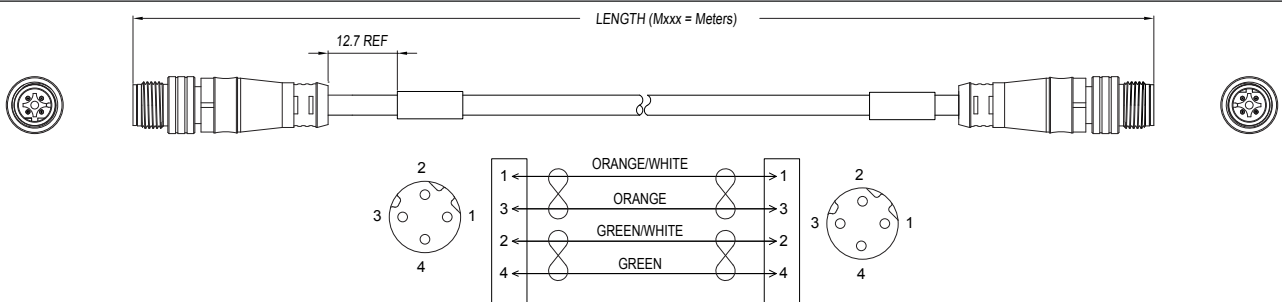 LENGTH (Mxxx = Meters)
12.7 REF
ORANGE/WHITE
1 1
ORANGE
3 3
GREEN/WHITE
2 2
GREEN
4 4
2
3 1
4
2
3 1
4